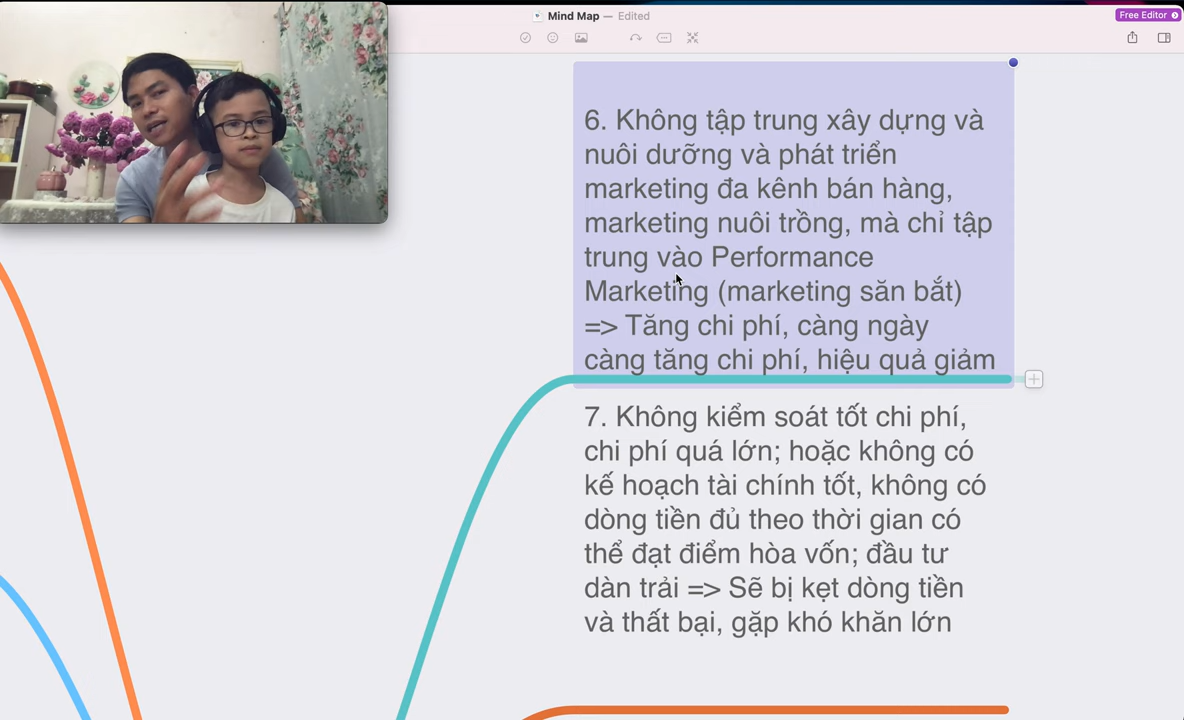 Mind Map — Edited
Free Editor
6. Không tập trung xây dựng và
nuôi dưỡng và phát triển
marketing đa kênh bán hàng,
marketing nuôi trồng, mà chỉ tập
trung vào Performance
Marketing (marketing săn bắt)
=> Tăng chi phí, càng ngày
càng tăng chi phí, hiệu quả giảm
7. Không kiểm soát tốt chi phí,
chi phí quá lớn; hoặc không có
kế hoạch tài chính tốt, không có
dòng tiền đủ theo thời gian có
thể đạt điểm hòa vốn; đầu tư
dàn trải => Sẽ bị kẹt dòng tiền
và thất bại, gặp khó khăn lớn